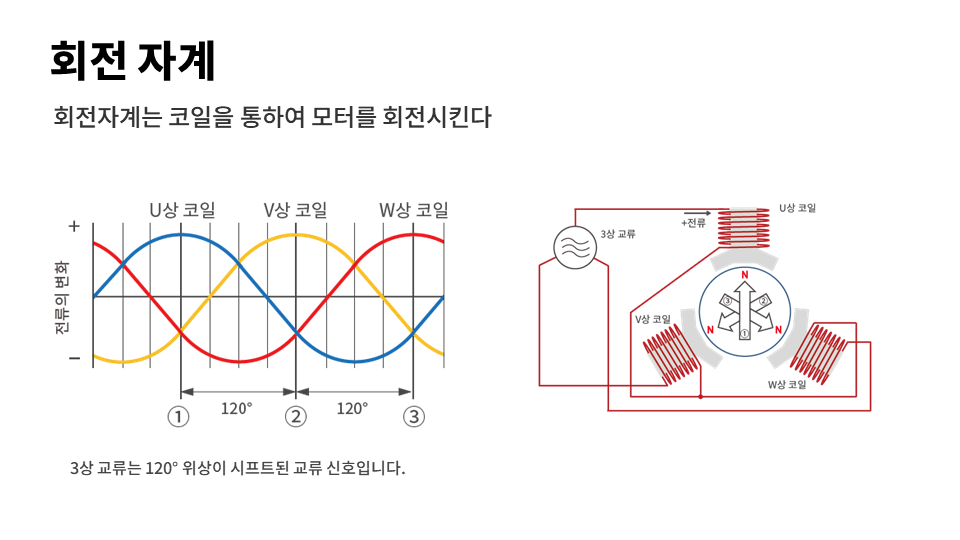 회전 자계
회전자계는 코일을 통하여 모터를 회전시킨다
U상 코일
V상 코일
W상 코일
+
전류의 변화
−
120°
120°
①
②
③
3상 교류는 120° 위상이 시프트된 교류 신호입니다.
U상 코일
+전류
3상 교류
N
③
②
V상 코일
N
①
N
W상 코일